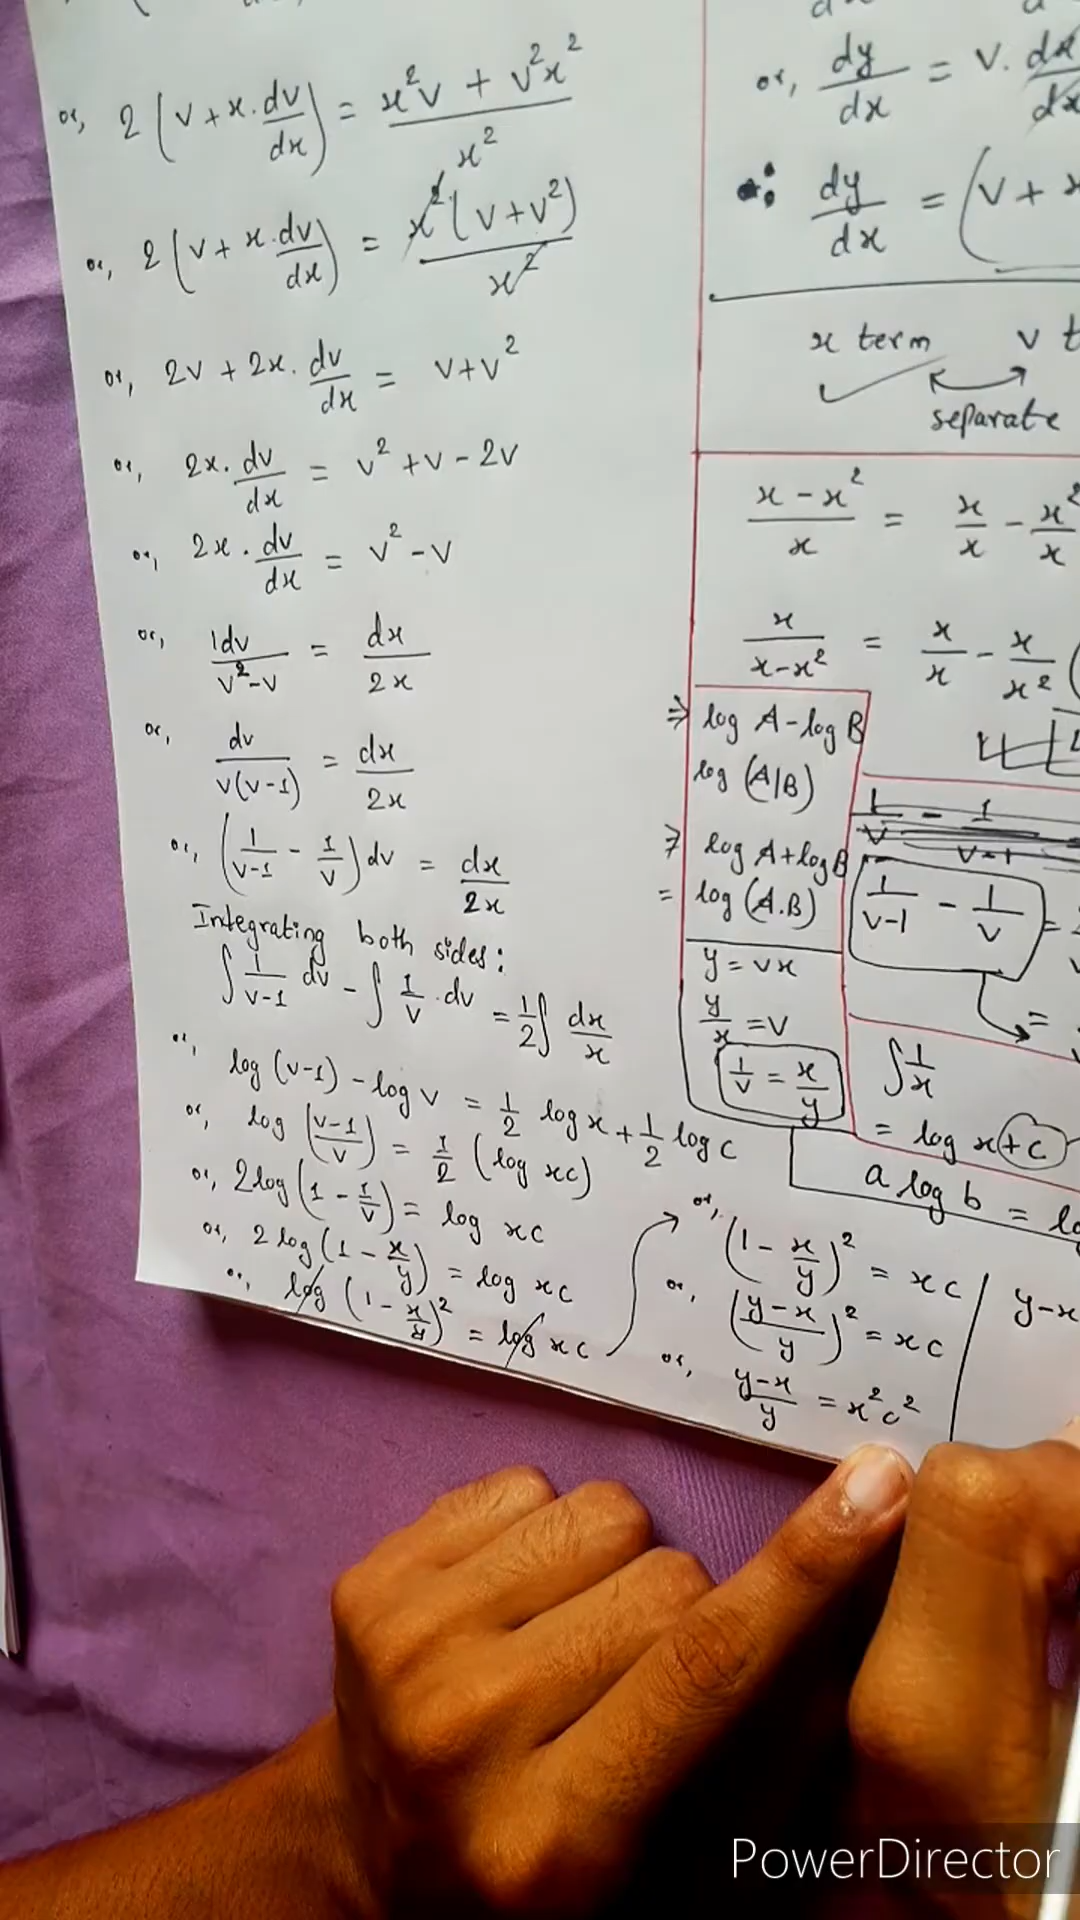 or, 2 (v + x. dv/dx) = (x²v + v²x²)/x²
or, 2 (v + x. dv/dx) = x²(v+v²)/x²
or, 2v + 2x. dv/dx = v+v²
or, 2x. dv/dx = v² + v - 2v
or, 2x. dv/dx = v² - v
or, 1dv/(v²-v) = dx/2x
or, dv/v(v-1) = dx/2x
or, (1/(v-1) - 1/v) dv = dx/2x
Integrating both sides:
∫ 1/(v-1) dv - ∫ 1/v . dv = 1/2 ∫ dx/x
or, log (v-1) - log v = 1/2 log x + 1/2 log c
or, log ((v-1)/v) = 1/2 (log xc)
or, 2log (1 - 1/v) = log xc
or, 2 log (1 - x/y) = log xc
or, log (1 - x/y)² = log xc
or, (1 - x/y)² = xc
or, ((y-x)/y)² = xc
or, (y-x)/y = x²c²
y-x
or, dy/dx = v. dx/dx
∴ dy/dx = (v +
x term v
separate
(x - x²)/x = x/x - x²/x
x/(x-x²) = x/x - x/x²
⇒ log A - log B
log (A/B)
log A + log B
= log (A.B)
y = vx
y/x = v
1/v = x/y
1/v - 1/v-1
1/(v-1) - 1/v =
=
∫ 1/x
= log x + c
a log b =
PowerDirector